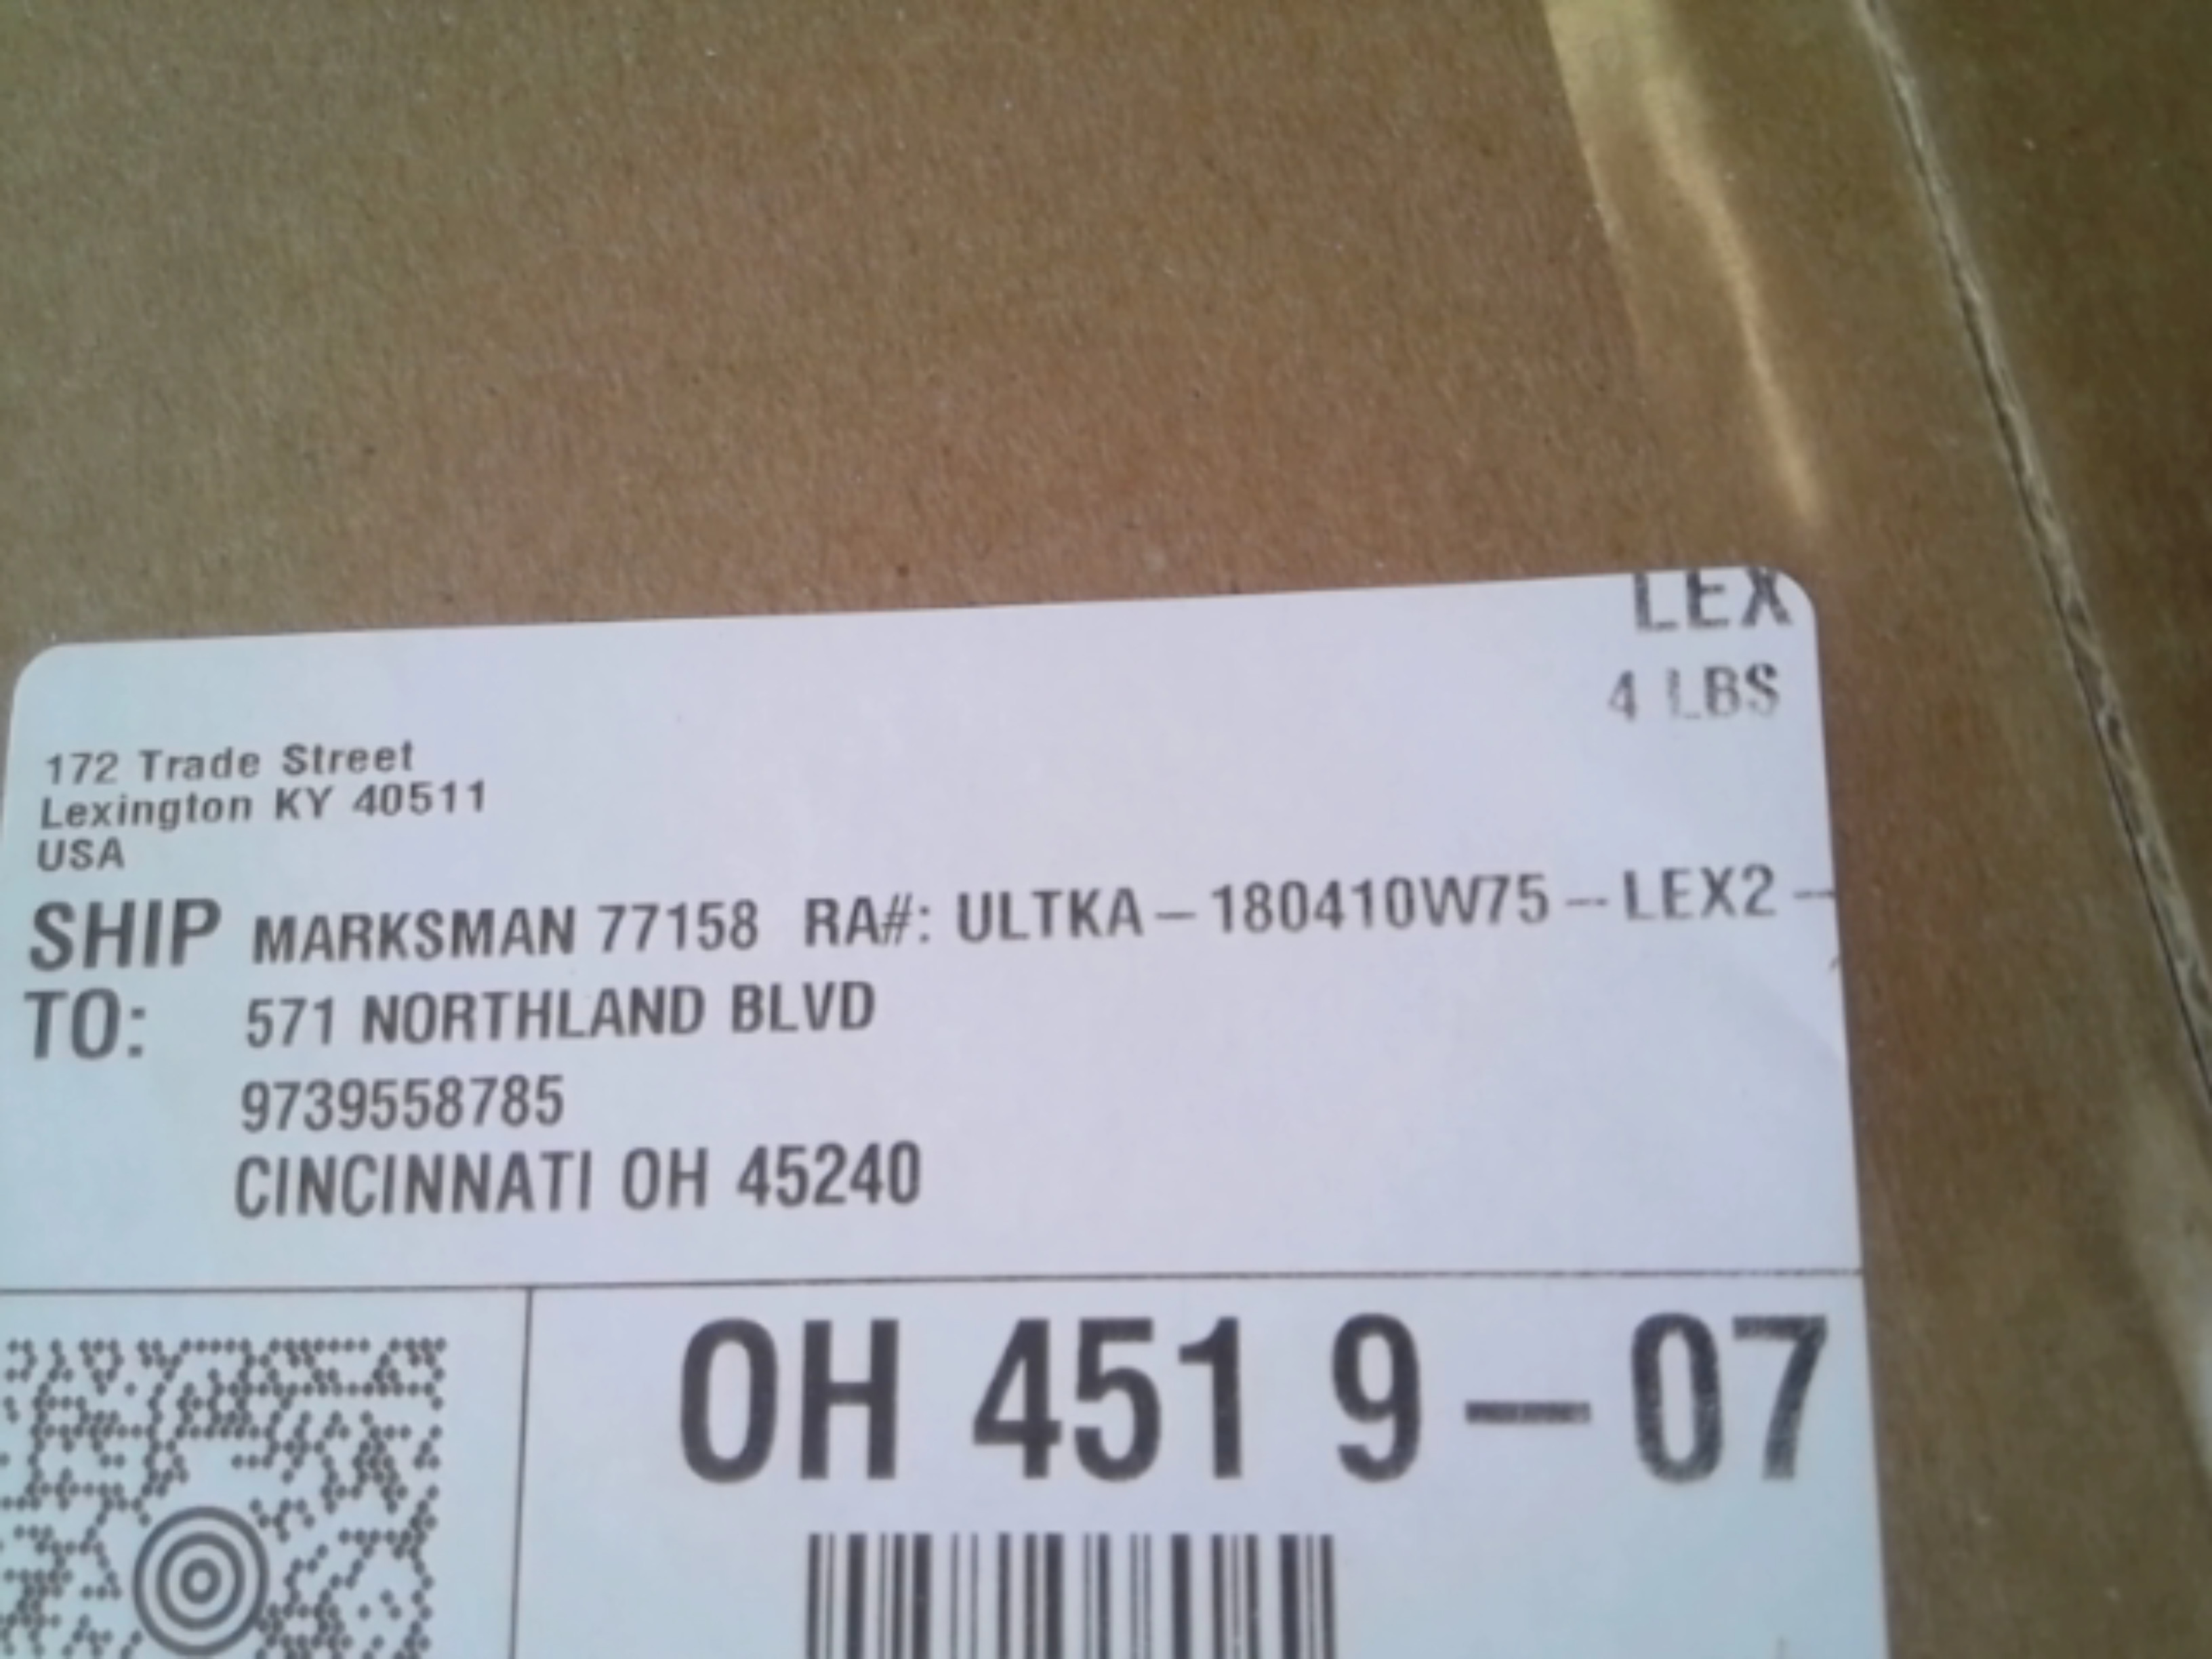 LEX
4 LBS
172 Trade Street
Lexington KY 40511
USA
SHIP TO:
MARKSMAN 77158 RA#: ULTKA-180410W75-LEX2-
571 NORTHLAND BLVD
9739558785
CINCINNATI OH 45240
OH 451 9-07